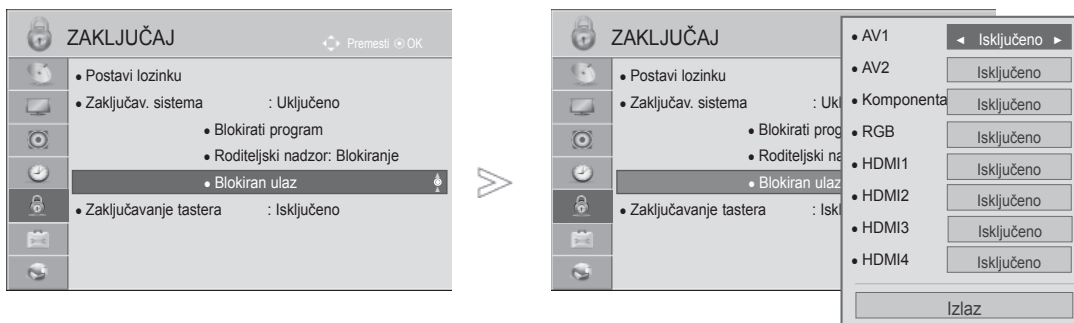 ZAKLJUČAJ
Premesti OK
• Postavi lozinku
• Zaključav. sistema : Uključeno
• Blokirati program
• Roditeljski nadzor: Blokiranje
• Blokiran ulaz
• Zaključavanje tastera : Isključeno
ZAKLJUČAJ
• Postavi lozinku
• Zaključav. sistema : Ukl
• Blokirati prog
• Roditeljski na
• Blokiran ulaz
• Zaključavanje tastera : Iskl
• AV1 ◄ Isključeno ►
• AV2 Isključeno
• Komponenta Isključeno
• RGB Isključeno
• HDMI1 Isključeno
• HDMI2 Isključeno
• HDMI3 Isključeno
• HDMI4 Isključeno
Izlaz